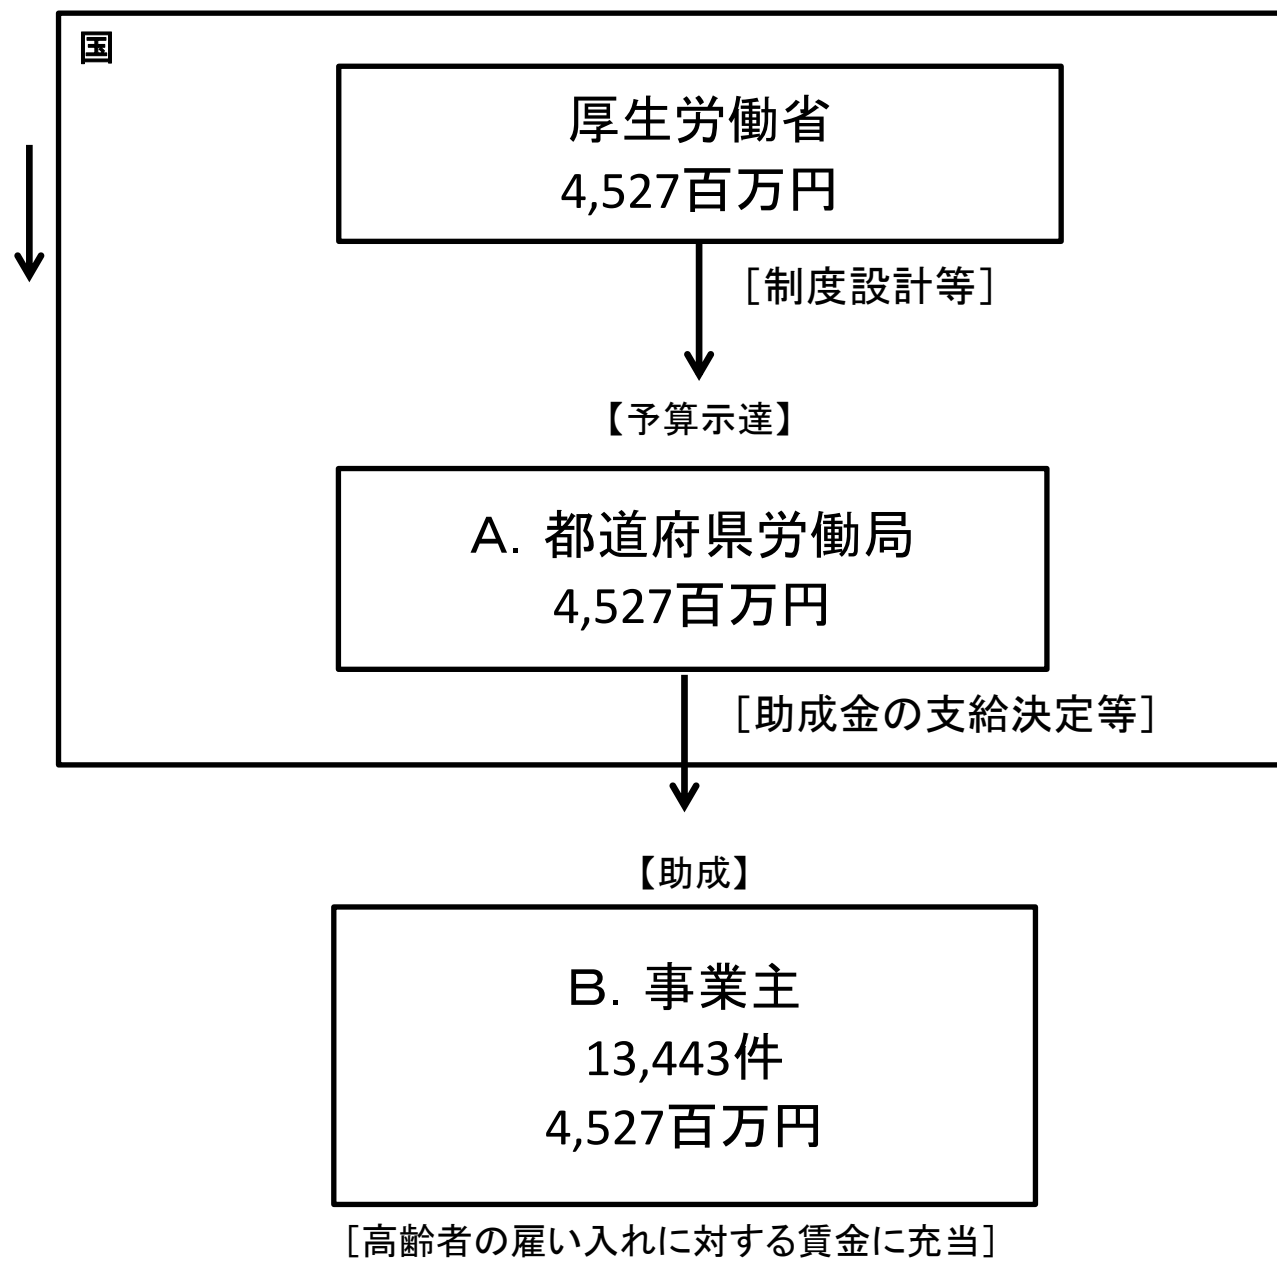 国
厚生労働省
4,527百万円
［制度設計等］
【予算示達】
Ａ．都道府県労働局
4,527百万円
［助成金の支給決定等］
【助成】
Ｂ．事業主
13,443件
4,527百万円
［高齢者の雇い入れに対する賃金に充当］